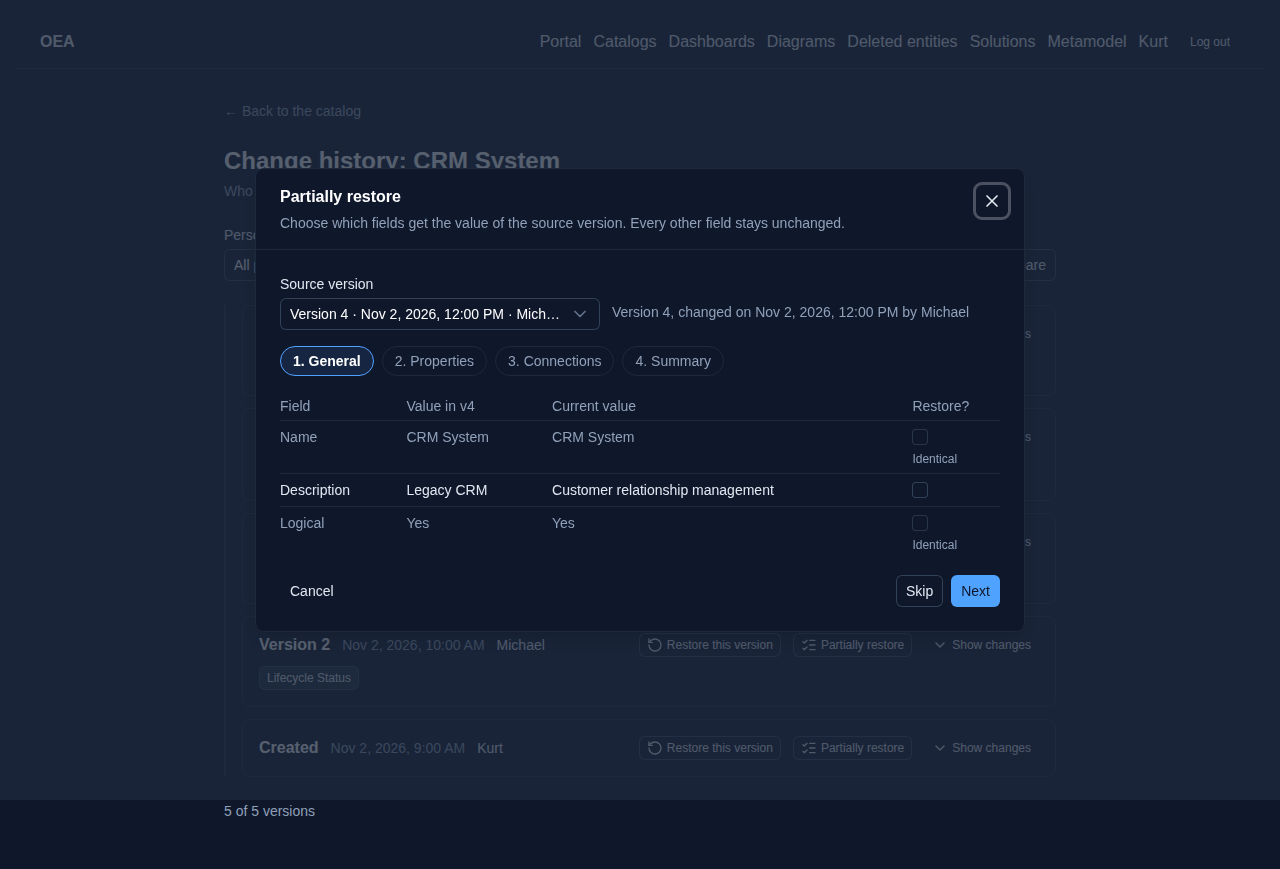 OEA Portal Catalogs Dashboards Diagrams Deleted entities Solutions Metamodel Kurt Log out
← Back to the catalog
Change history: CRM System
Who
Partially restore
Choose which fields get the value of the source version. Every other field stays unchanged.
All
Source version
Version 4 · Nov 2, 2026, 12:00 PM · Mich… Version 4, changed on Nov 2, 2026, 12:00 PM by Michael
1. General 2. Properties 3. Connections 4. Summary
Field Value in v4 Current value Restore?
Name CRM System CRM System
Identical
Description Legacy CRM Customer relationship management
Logical Yes Yes
Identical
Cancel Skip Next
Version 2 Nov 2, 2026, 10:00 AM Michael Restore this version Partially restore Show changes
Lifecycle Status
Created Nov 2, 2026, 9:00 AM Kurt Restore this version Partially restore Show changes
5 of 5 versions